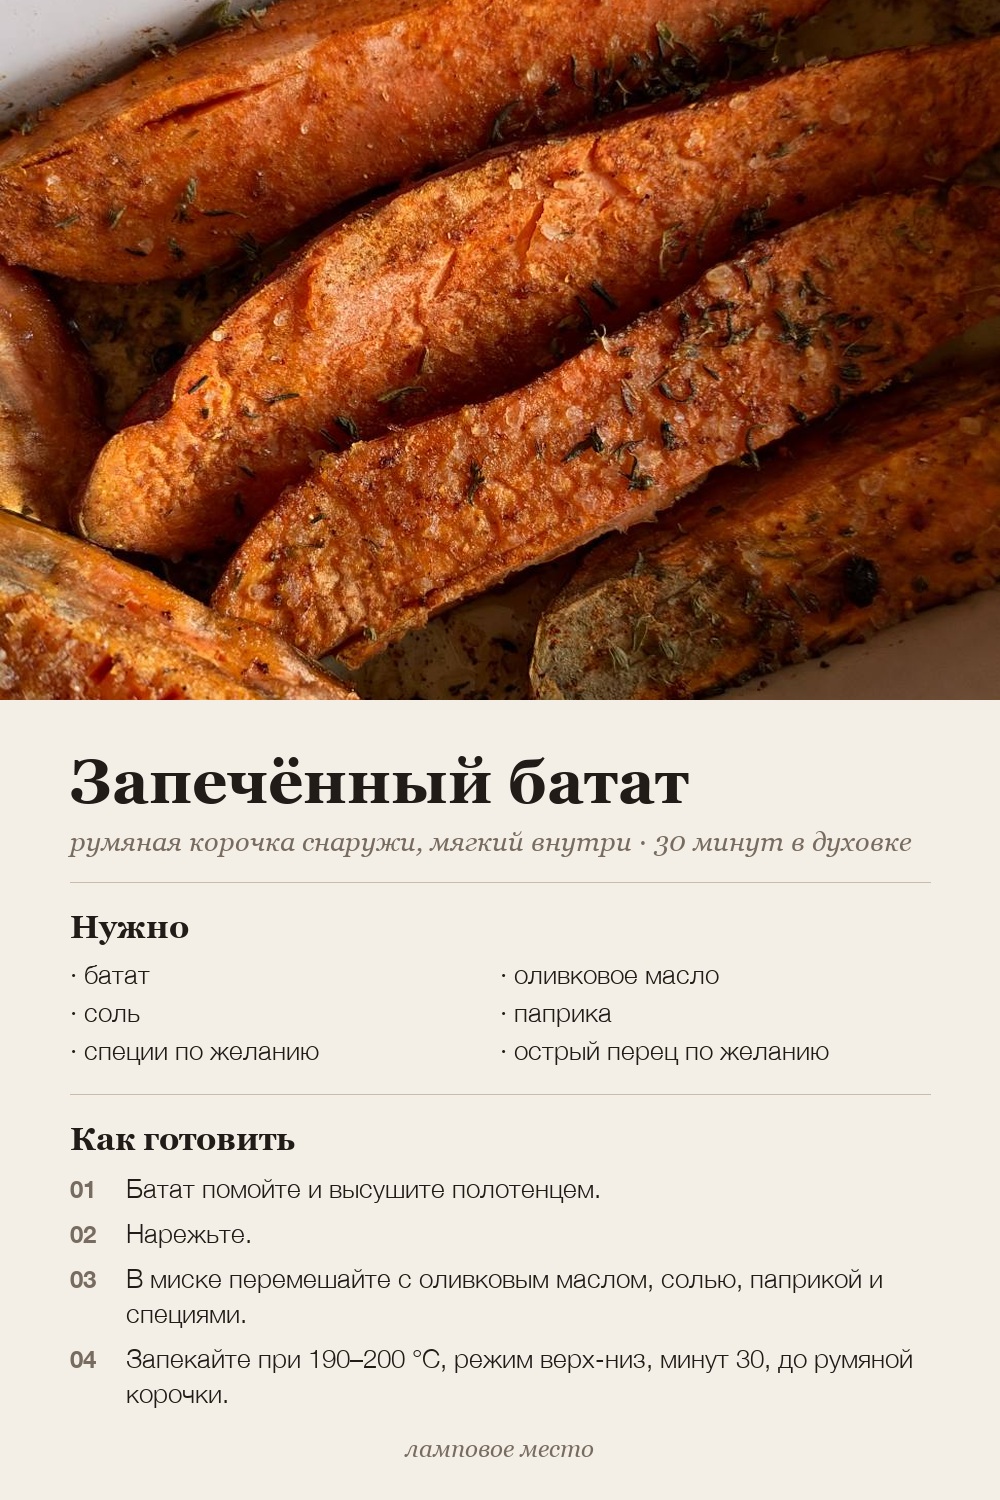 Запечённый батат
румяная корочка снаружи, мягкий внутри · 30 минут в духовке
Нужно
· батат
· оливковое масло
· соль
· паприка
· специи по желанию
· острый перец по желанию
Как готовить
01 Батат помойте и высушите полотенцем.
02 Нарежьте.
03 В миске перемешайте с оливковым маслом, солью, паприкой и
специями.
04 Запекайте при 190–200 °C, режим верх-низ, минут 30, до румяной
корочки.
ламповое место